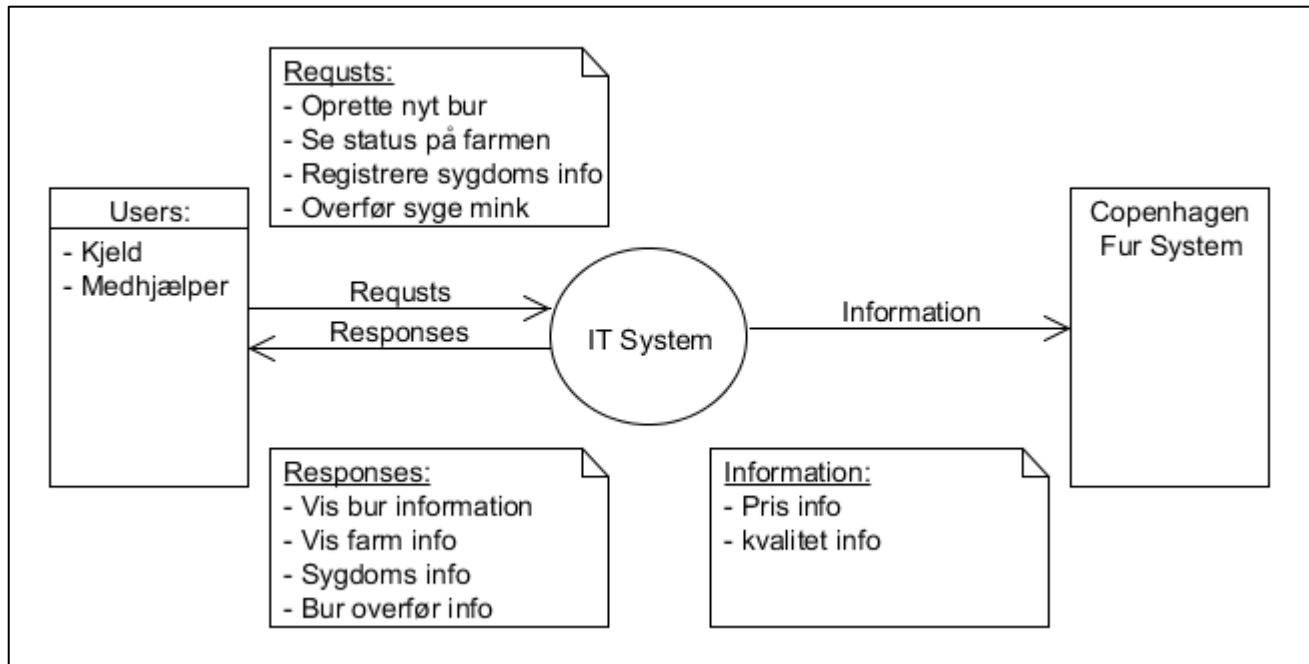 Requsts:
- Oprette nyt bur
- Se status på farmen
- Registrere sygdoms info
- Overfør syge mink
Users:
- Kjeld
- Medhjælper
Requsts
Responses
IT System
Information
Copenhagen
Fur System
Responses:
- Vis bur information
- Vis farm info
- Sygdoms info
- Bur overfør info
Information:
- Pris info
- kvalitet info